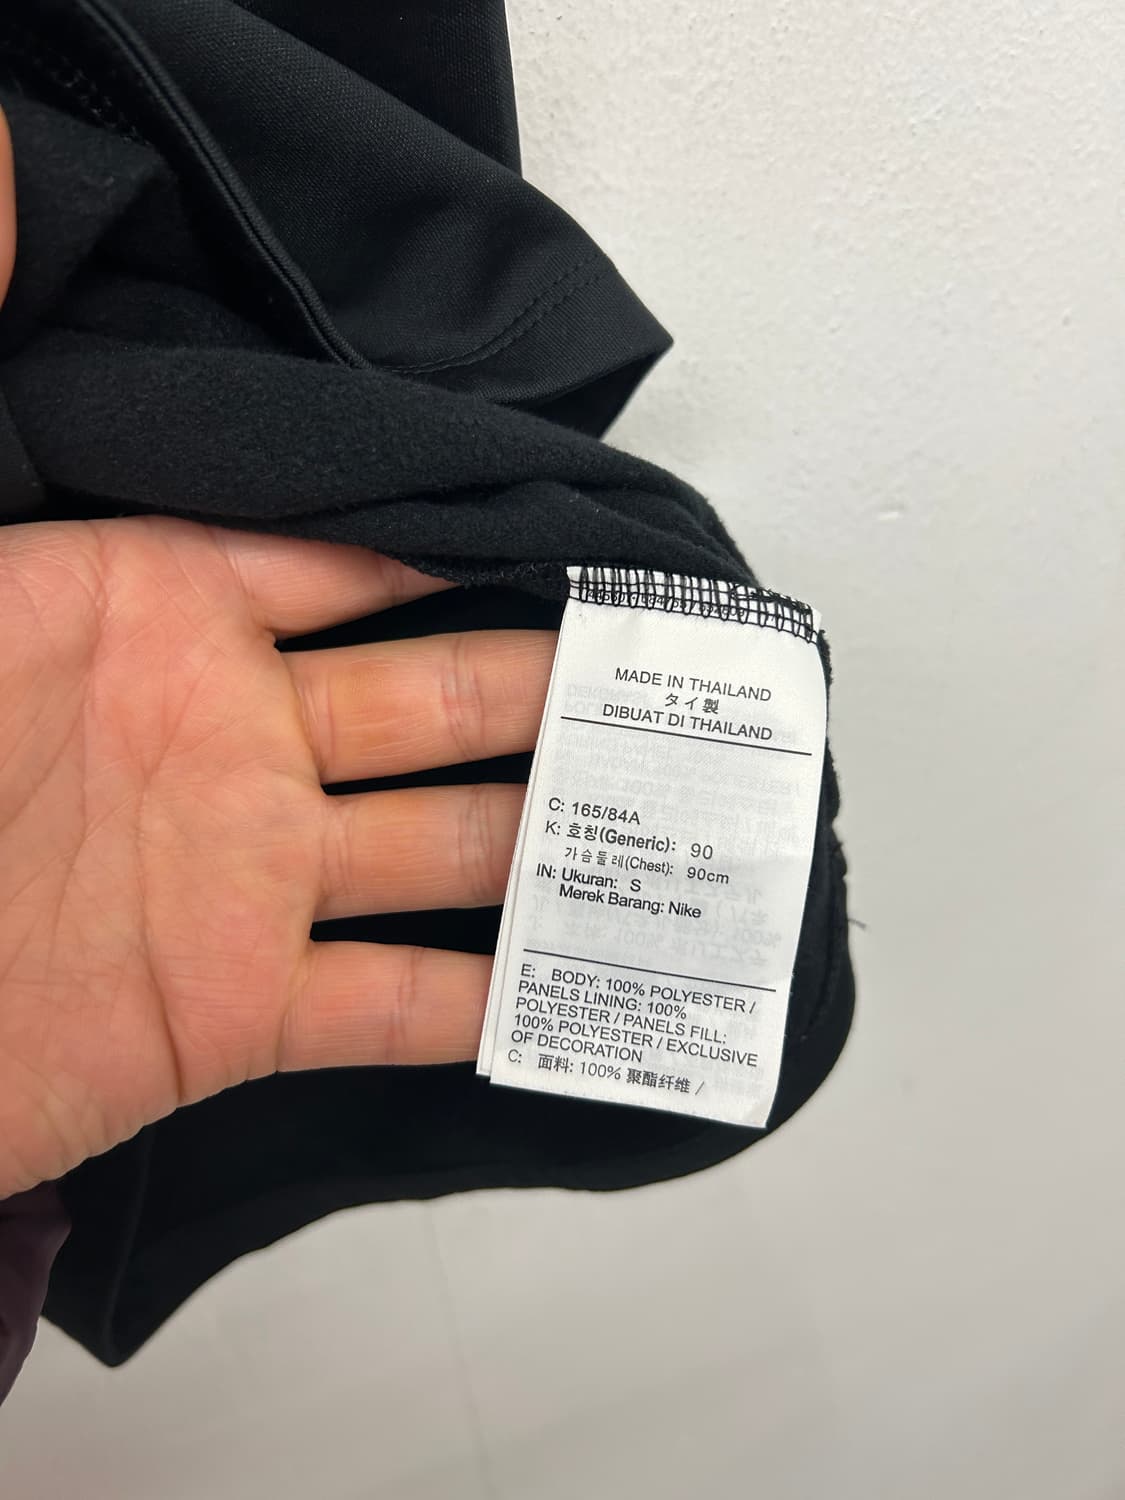 MADE IN THAILAND
タイ製
DIBUAT DI THAILAND
C: 165/84A
K: 호칭(Generic): 90
가슴둘레(Chest): 90cm
IN: Ukuran: S
Merek Barang: Nike
E: BODY: 100% POLYESTER /
PANELS LINING: 100%
POLYESTER / PANELS FILL:
100% POLYESTER / EXCLUSIVE
OF DECORATION
C: 面料: 100% 聚酯纤维 /